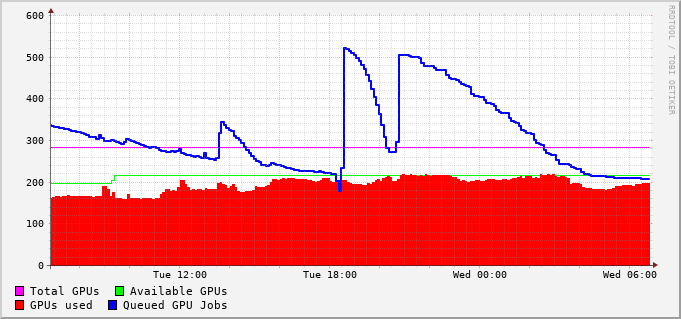 600
500
400
300
200
100
0
Tue 12:00 Tue 18:00 Wed 00:00 Wed 06:00
Total GPUs Available GPUs
GPUs used Queued GPU Jobs
RRDTOOL / TOBI OETIKER